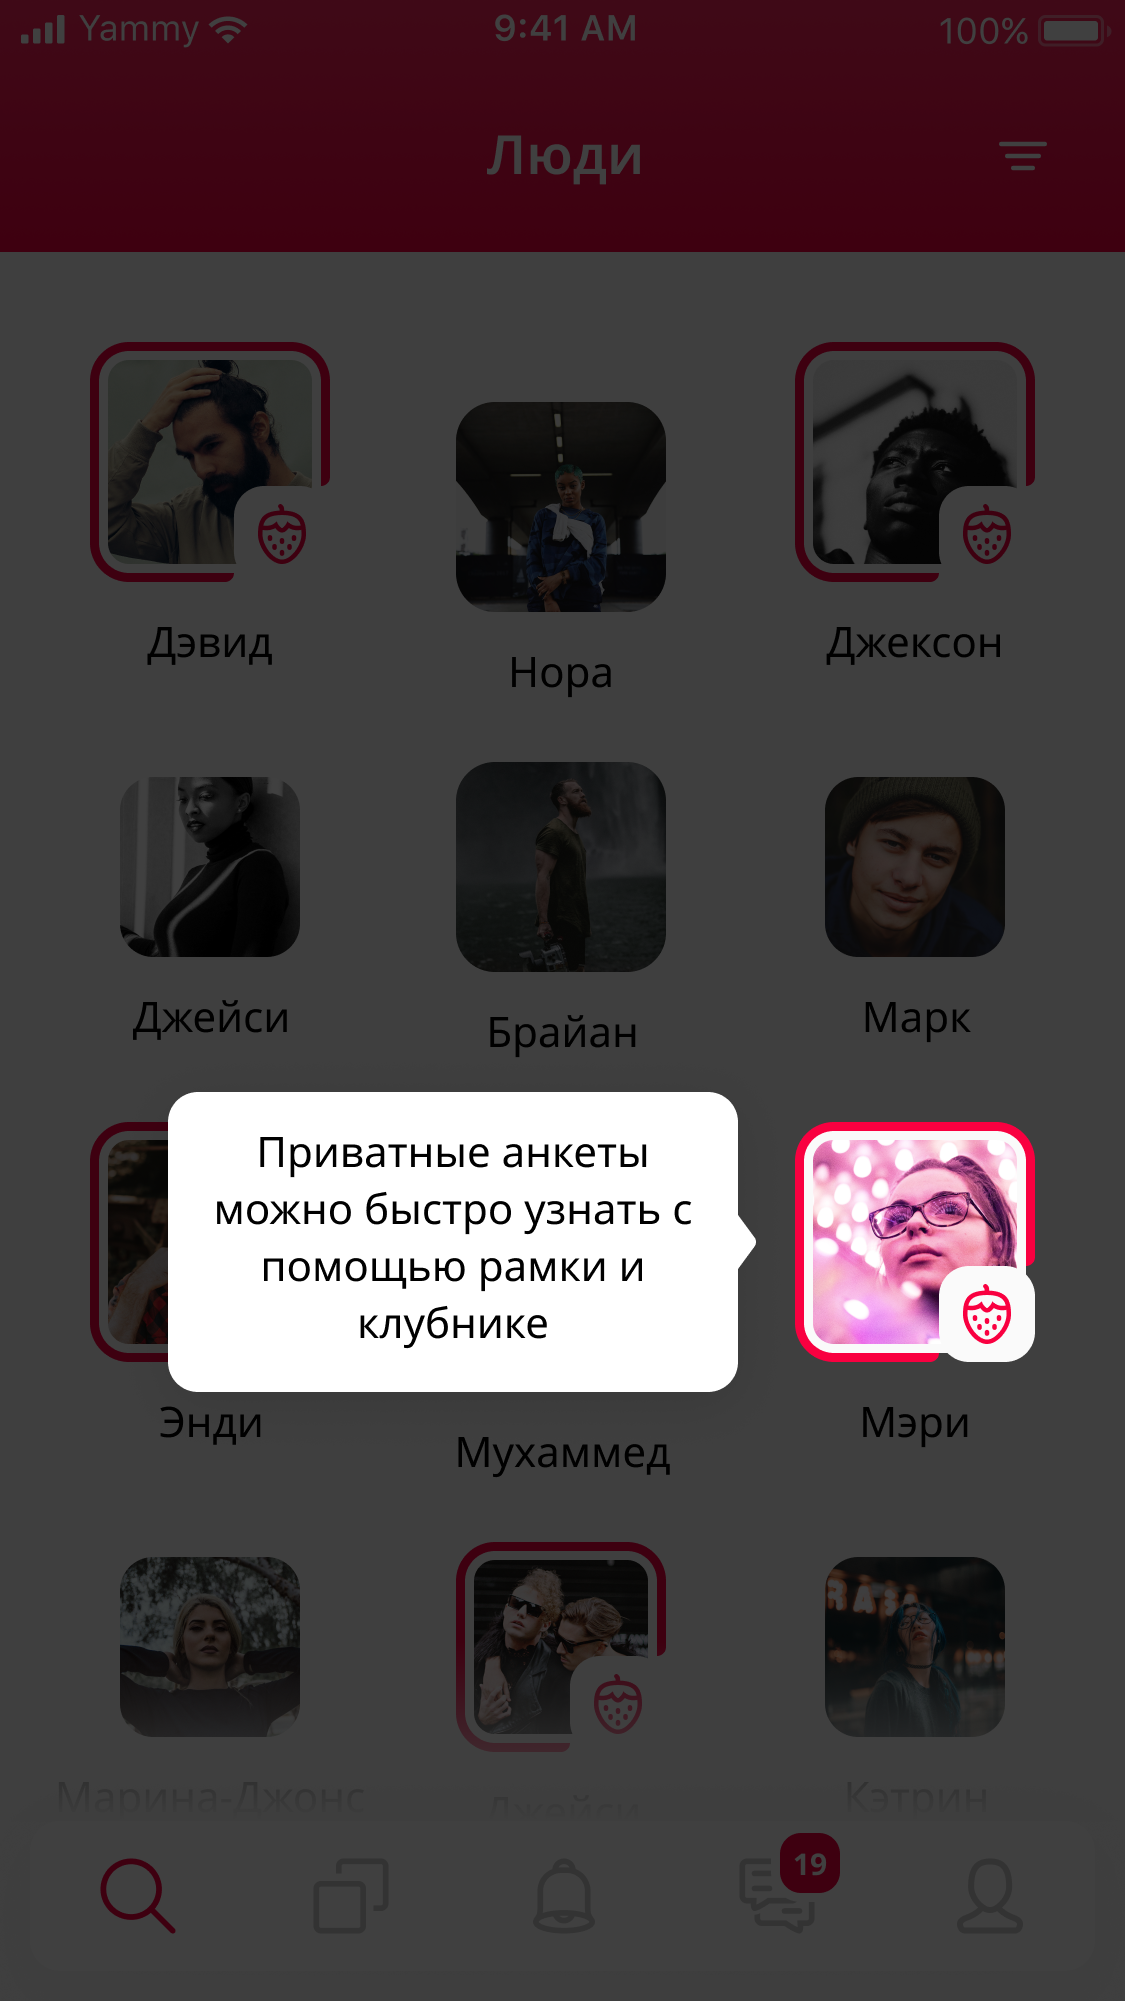 Yammy 9:41 AM 100%
Люди
Дэвид
Нора
Джексон
Джейси
Брайан
Марк
Приватные анкеты
можно быстро узнать с
помощью рамки и
клубнике
Энди
Мухаммед
Мэри
Марина-Джонс
Джейси
Кэтрин
19